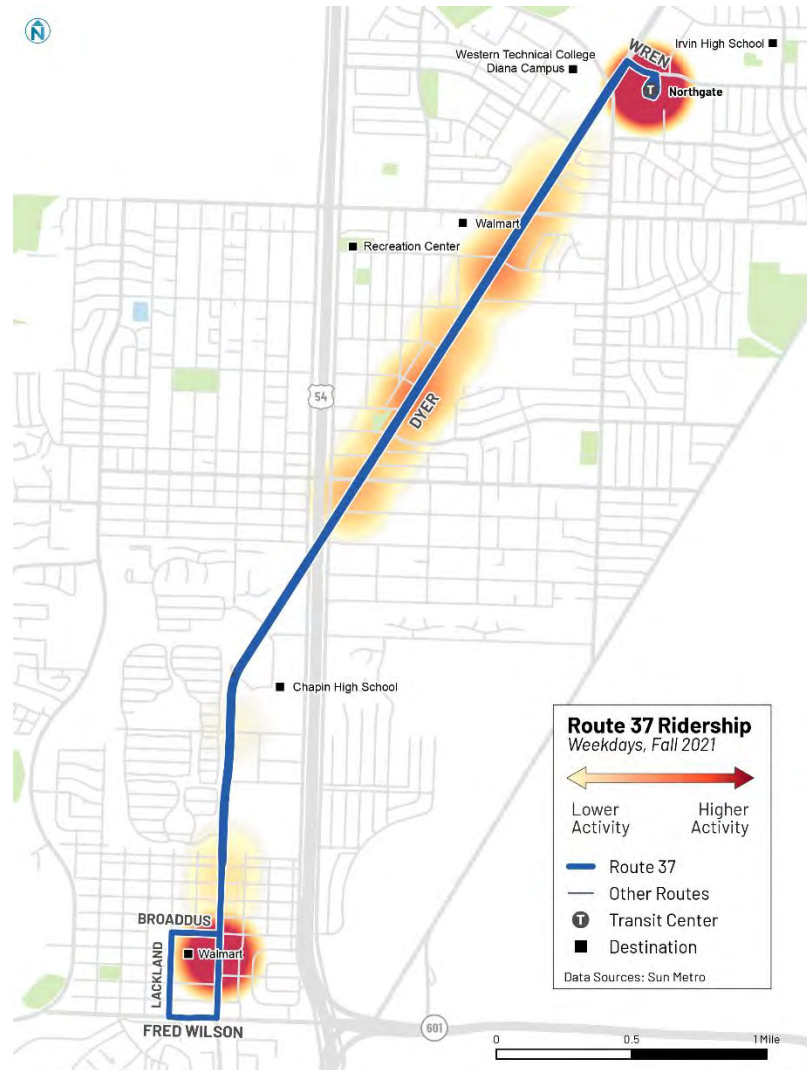 N
Irvin High School
WREN
Western Technical College
Diana Campus
T
Northgate
Walmart
Recreation Center
54
DYER
Chapin High School
BROADDUS
Walmart
LACKLAND
FRED WILSON
601
Route 37 Ridership
Weekdays, Fall 2021
Lower Activity
Higher Activity
Route 37
Other Routes
T Transit Center
Destination
Data Sources: Sun Metro
0 0.5 1 Mile